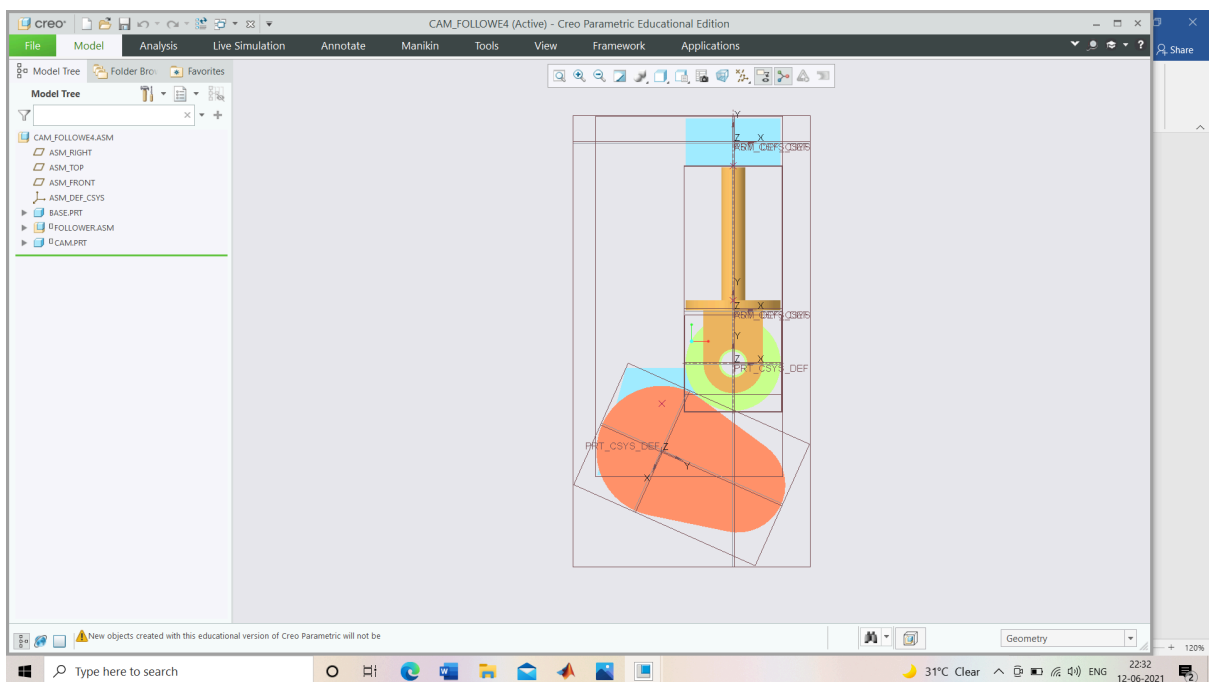 creo°
CAM_FOLLOWE4 (Active) - Creo Parametric Educational Edition
File Model Analysis Live Simulation Annotate Manikin Tools View Framework Applications
Share
Model Tree Folder Bro Favorites
Model Tree
CAM_FOLLOWE4.ASM
ASM_RIGHT
ASM_TOP
ASM_FRONT
ASM_DEF_CSYS
BASE.PRT
FOLLOWER.ASM
CAM.PRT
Y
Z X
Y
Z X
Y
Z X
PRT_CSYS_DEF
PRT_CSYS_DEF Z
Y
X
New objects created with this educational version of Creo Parametric will not be
Geometry
120%
Type here to search
31°C Clear
ENG
22:32
12-06-2021
2